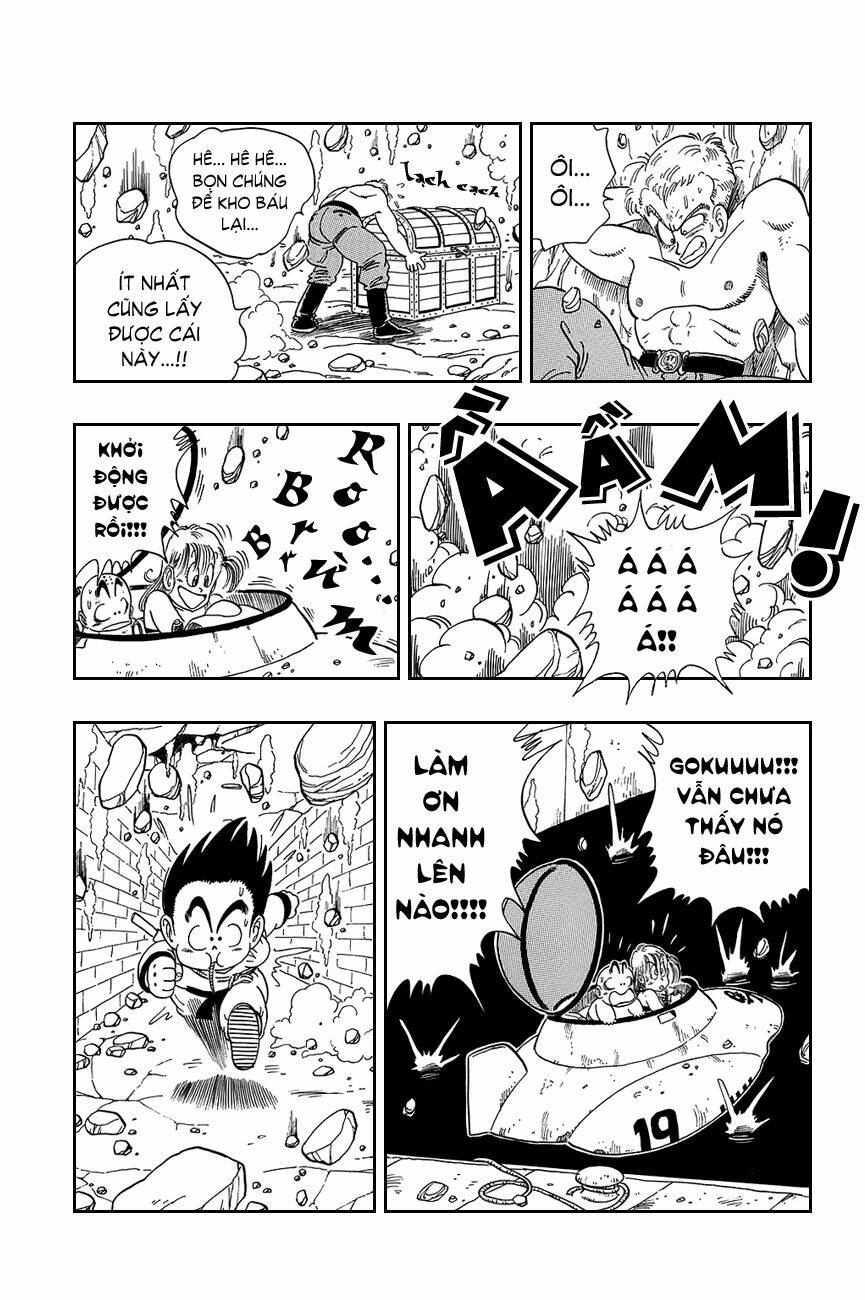 HÊ... HÊ HÊ...
BỌN CHÚNG
ĐỂ KHO BÁU
LẠI...
lạch cạch
ÍT NHẤT
CŨNG LẤY
ĐƯỢC CÁI
NÀY...!!
ÔI...
ÔI...
KHỞI
ĐỘNG
ĐƯỢC
RỒI!!!!
Br
Brừm
Roo..
ẦẦM!
Á Á Á
Á Á Á
Á!!
LÀM
ƠN
NHANH
LÊN
NÀO!!!!
GOKUUUU!!!
VẪN CHƯA
THẤY NÓ
ĐÂU!!!
19